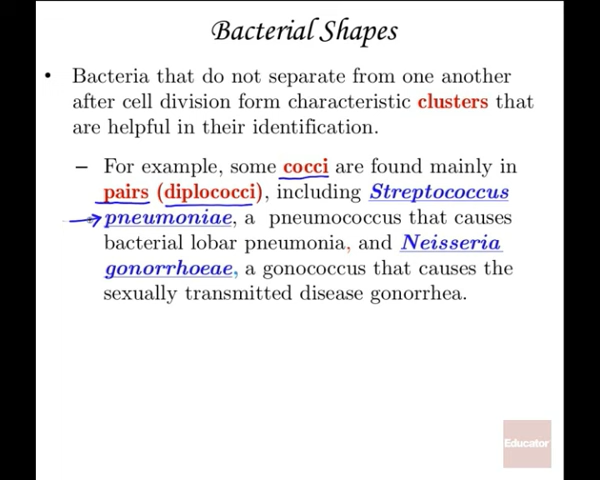 Bacterial Shapes
• Bacteria that do not separate from one another
after cell division form characteristic clusters that
are helpful in their identification.
– For example, some cocci are found mainly in
pairs (diplococci), including Streptococcus
pneumoniae, a pneumococcus that causes
bacterial lobar pneumonia, and Neisseria
gonorrhoeae, a gonococcus that causes the
sexually transmitted disease gonorrhea.
Educator